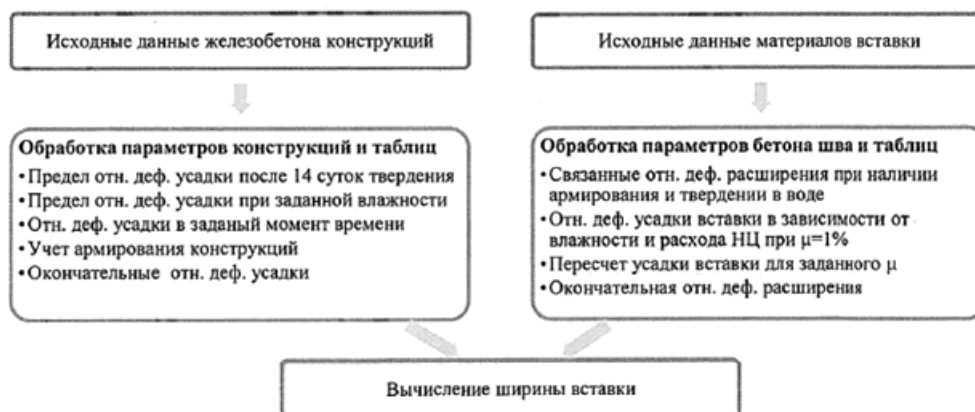 Исходные данные железобетона конструкций
Исходные данные материалов вставки
Обработка параметров конструкций и таблиц
•Предел отн. деф. усадки после 14 суток твердения
•Предел отн. деф. усадки при заданной влажности
•Отн. деф. усадки в заданый момент времени
•Учет армирования конструкций
•Окончательные отн. деф. усадки
Обработка параметров бетона шва и таблиц
•Связанные отн. деф. расширения при наличии
армирования и твердении в воде
•Отн. деф. усадки вставки в зависимости от
влажности и расхода НЦ при μ=1%
•Пересчет усадки вставки для заданного μ
•Окончательная отн. деф. расширения
Вычисление ширины вставки